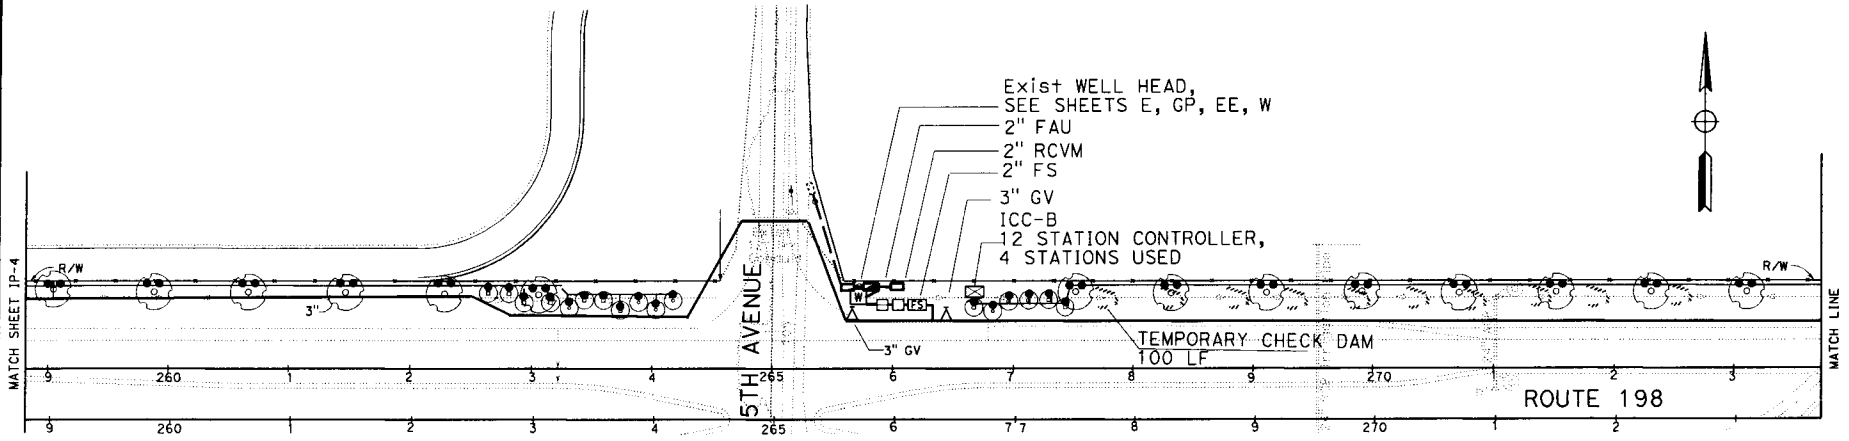 Exist WELL HEAD,
SEE SHEETS E, GP, EE, W
2" FAU
2" RCVM
2" FS
3" GV
ICC-B
12 STATION CONTROLLER,
4 STATIONS USED
MATCH SHEET IP-4
R/W
3"
5TH AVENUE
W
FS
3" GV
TEMPORARY CHECK DAM
100 LF
R/W
MATCH LINE
9 260 1 2 3 4 265 6 7 8 9 270 1 2 3
ROUTE 198
9 260 1 2 3 4 265 6 7 7 8 9 270 1 2